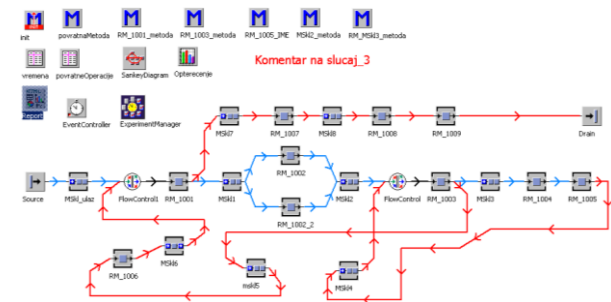 init povratnaMetoda RM_1001_metoda RM_1003_metoda RM_1005_IME MSkl2_metoda RM_MSkl3_metoda
vremena povratneOperacije SankeyDiagram Opterecenje
Komentar na slucaj_3
Report EventController ExperimentManager
MSkl7 RM_1007 MSkl8 RM_1008 RM_1009 Drain
RM_1002
Source MSkl_ulaz FlowControl1 RM_1001 MSkl1 MSkl2 FlowControl RM_1003 MSkl3 RM_1004 RM_1005
RM_1002_2
RM_1006 MSkl6 mskl5 MSkl4